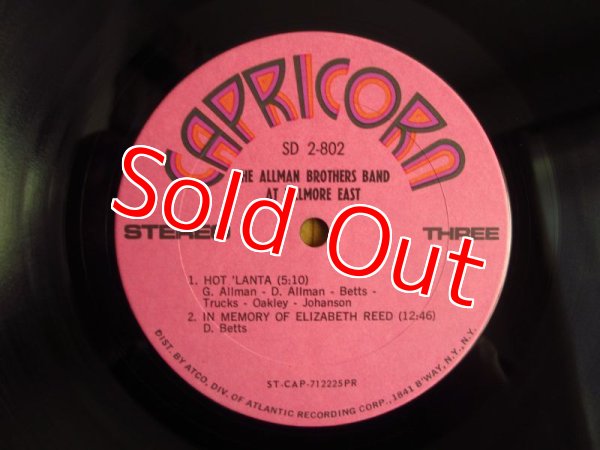 CAPRICORN
SD 2-802
THE ALLMAN BROTHERS BAND
AT FILLMORE EAST
STEREO
THREE
Sold Out
1. HOT 'LANTA (5:10)
G. Allman - D. Allman - Betts -
Trucks - Oakley - Johanson
2. IN MEMORY OF ELIZABETH REED (12:46)
D. Betts
ST-CAP-712225PR
DIST. BY ATCO, DIV. OF ATLANTIC RECORDING CORP., 1841 B'WAY, N.Y., N.Y.